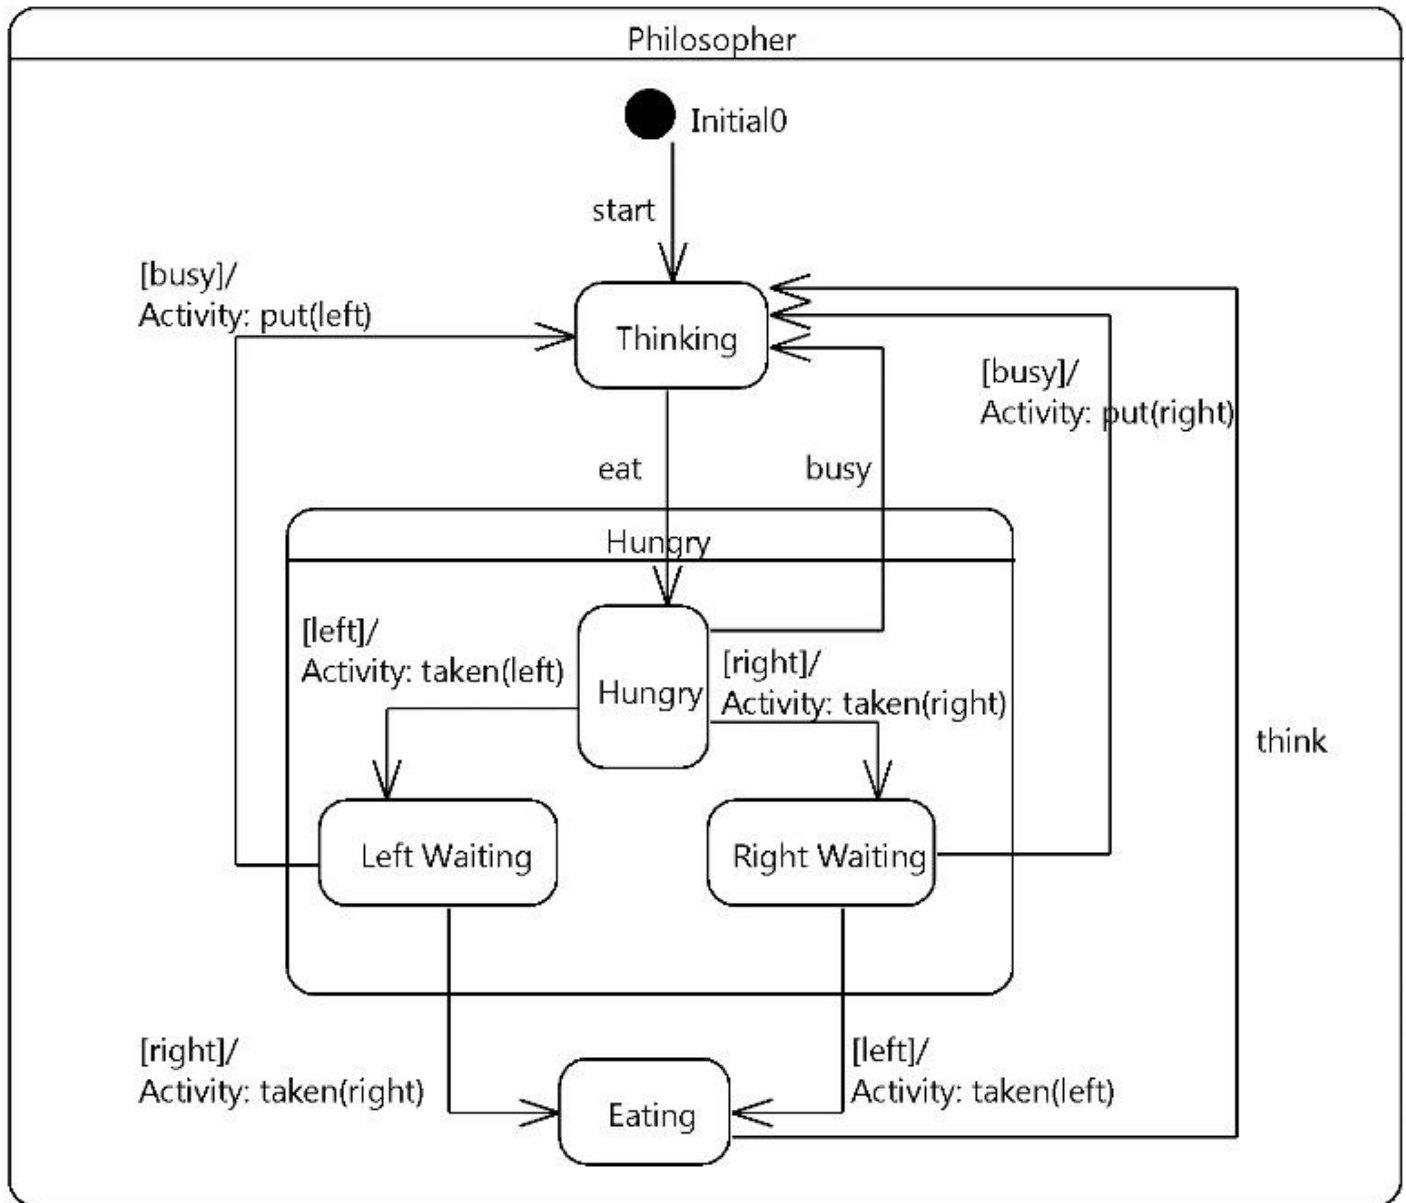 Philosopher
Initial0
start
[busy]/
Activity: put(left)
Thinking
[busy]/
Activity: put(right)
eat
busy
Hungry
[left]/
Activity: taken(left)
[right]/
Activity: taken(right)
Hungry
think
Left Waiting
Right Waiting
[right]/
Activity: taken(right)
[left]/
Activity: taken(left)
Eating